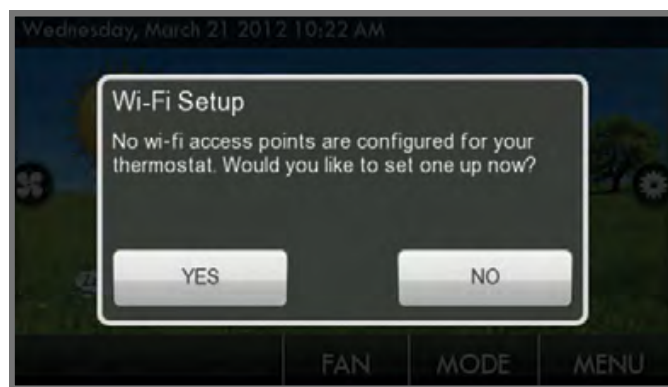 Wednesday, March 21 2012 10:22 AM
Wi-Fi Setup
No wi-fi access points are configured for your
thermostat. Would you like to set one up now?
YES
NO
FAN
MODE
MENU